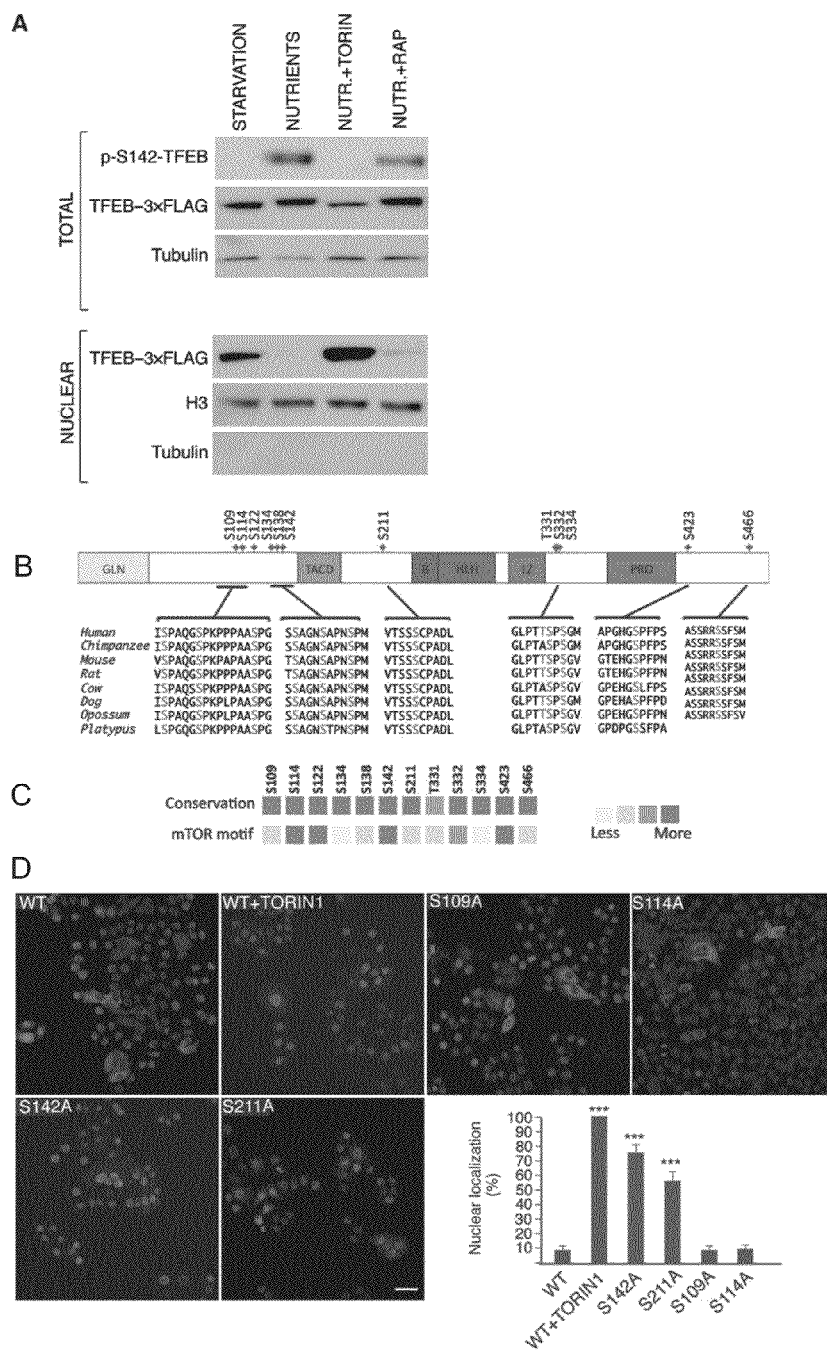 A
STARVATION
NUTRIENTS
NUTR.+TORIN
NUTR.+RAP
TOTAL
p-S142-TFEB
TFEB–3×FLAG
Tubulin
NUCLEAR
TFEB–3×FLAG
H3
Tubulin
B
S109
S114
S122
S134
S138
S142
S211
T331
S332
S334
S423
S466
GLN
TACD
HLH
LZ
PRD
Human ISPAQGSPKPPPAASPG SSAGNSAPNSPM VTSSSCPADL GLPTTSPSGM APGHGSPFPS ASSRRSSFSM
Chimpanzee ISPAQGSPKPPPAASPG SSAGNSAPNSPM VTSSSCPADL GLPTASPSGM APGHGSPFPS ASSRRSSFSM
Mouse VSPAQGSPKPAPAASPG TSAGNSAPNSPM VTSSSCPADL GLPTTSPSGV GTEHGSPFPN ASSRRSSFSM
Rat VSPAQGSPKPAPAASPG TSAGNSAPNSPM VTSSSCPADL GLPTTSPSGV GTEHGSPFPN ASSRRSSFSM
Cow ISPAQSSPKPAPAASPG SSAGNSAPNSPM VTSSSCPADL GLPTASPSGV GPEHGSLFPS ASSRRSSFSM
Dog ISPAQGSPKPLPAASPG SSAGNSAPNSPM VTSSSCPADL GLPTTSPSGV GPEHASPFPD ASSRRSSFSM
Opossum ISPAQGSPKPLPAASPG SSAGNSAPNSPM VTSSSCPADL GLPTTSPSGV GPEHGSPFPN ASSRRSSFSV
Platypus LSPGQGSPKPPPAASPG SSAGNSTPNSPM VTSSSCPADL GLPTASPSGV GPDPGSSFPA
C
S109
S114
S122
S134
S138
S142
S211
T331
S332
S334
S423
S466
Conservation
mTOR motif
Less More
D
WT
WT+TORIN1
S109A
S114A
S142A
S211A
Nuclear localization (%)
100
90
80
70
60
50
40
30
20
10
***
***
***
WT
WT+TORIN1
S142A
S211A
S109A
S114A